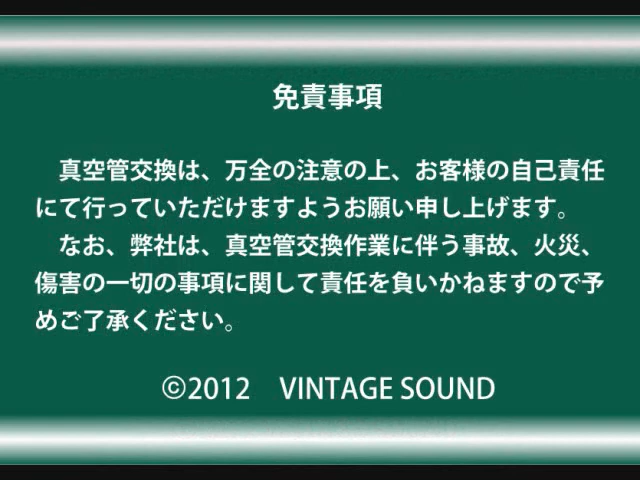 免責事項
真空管交換は、万全の注意の上、お客様の自己責任
にて行っていただけますようお願い申し上げます。
なお、弊社は、真空管交換作業に伴う事故、火災、
傷害の一切の事項に関して責任を負いかねますので予
めご了承ください。
©2012　VINTAGE SOUND